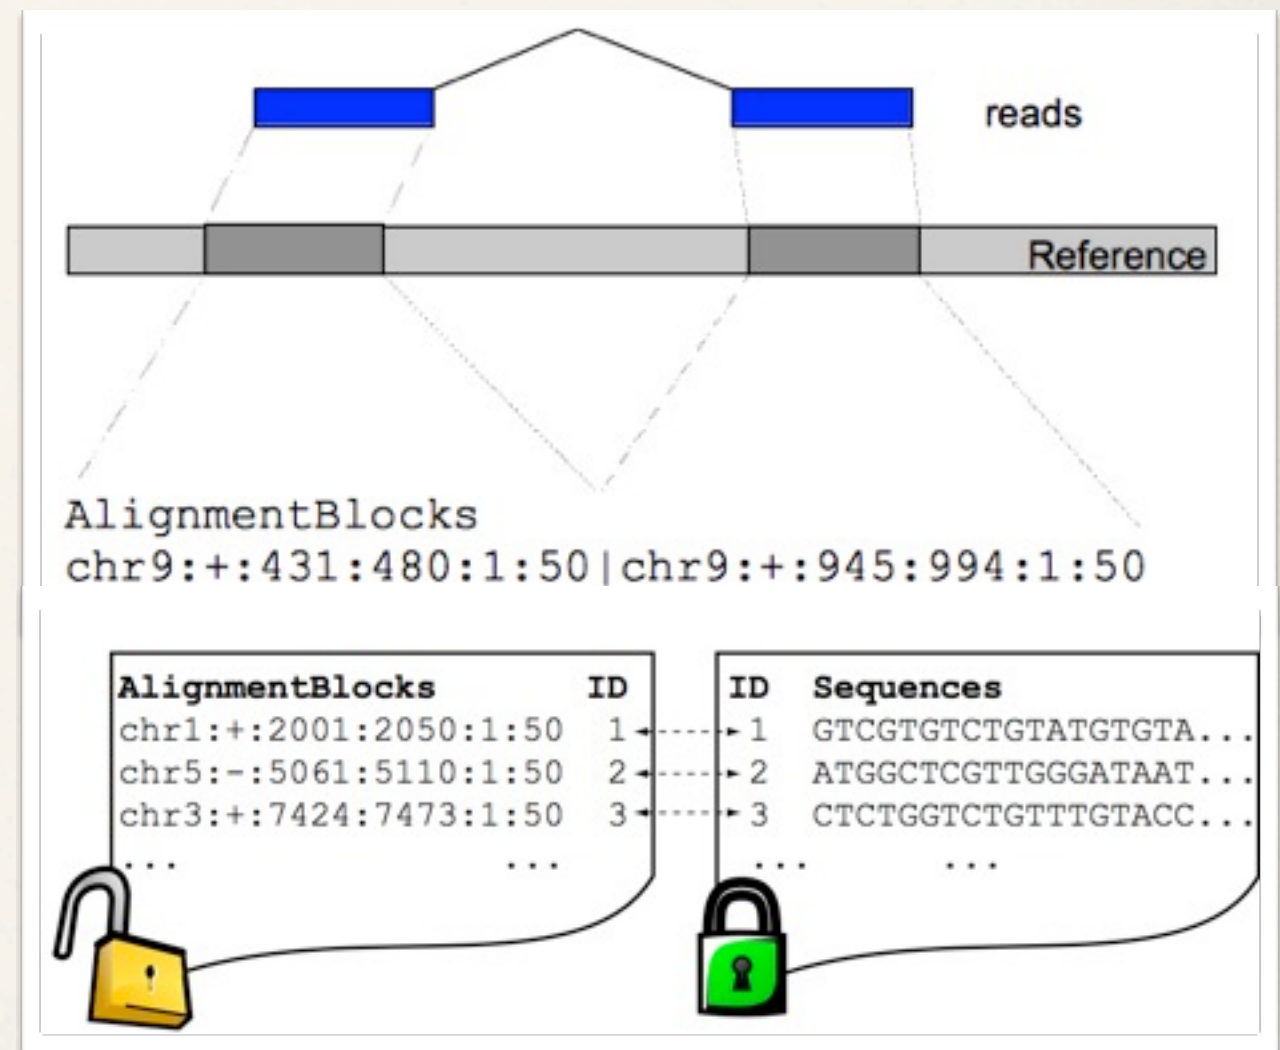 reads
Reference
AlignmentBlocks
chr9:+:431:480:1:50|chr9:+:945:994:1:50
AlignmentBlocks ID ID Sequences
chr1:+:2001:2050:1:50 1 1 GTCGTGTCTGTATGTGTA...
chr5:-:5061:5110:1:50 2 2 ATGGCTCGTTGGGATAAT...
chr3:+:7424:7473:1:50 3 3 CTCTGGTCTGTTTGTACC...
... ... ... ...